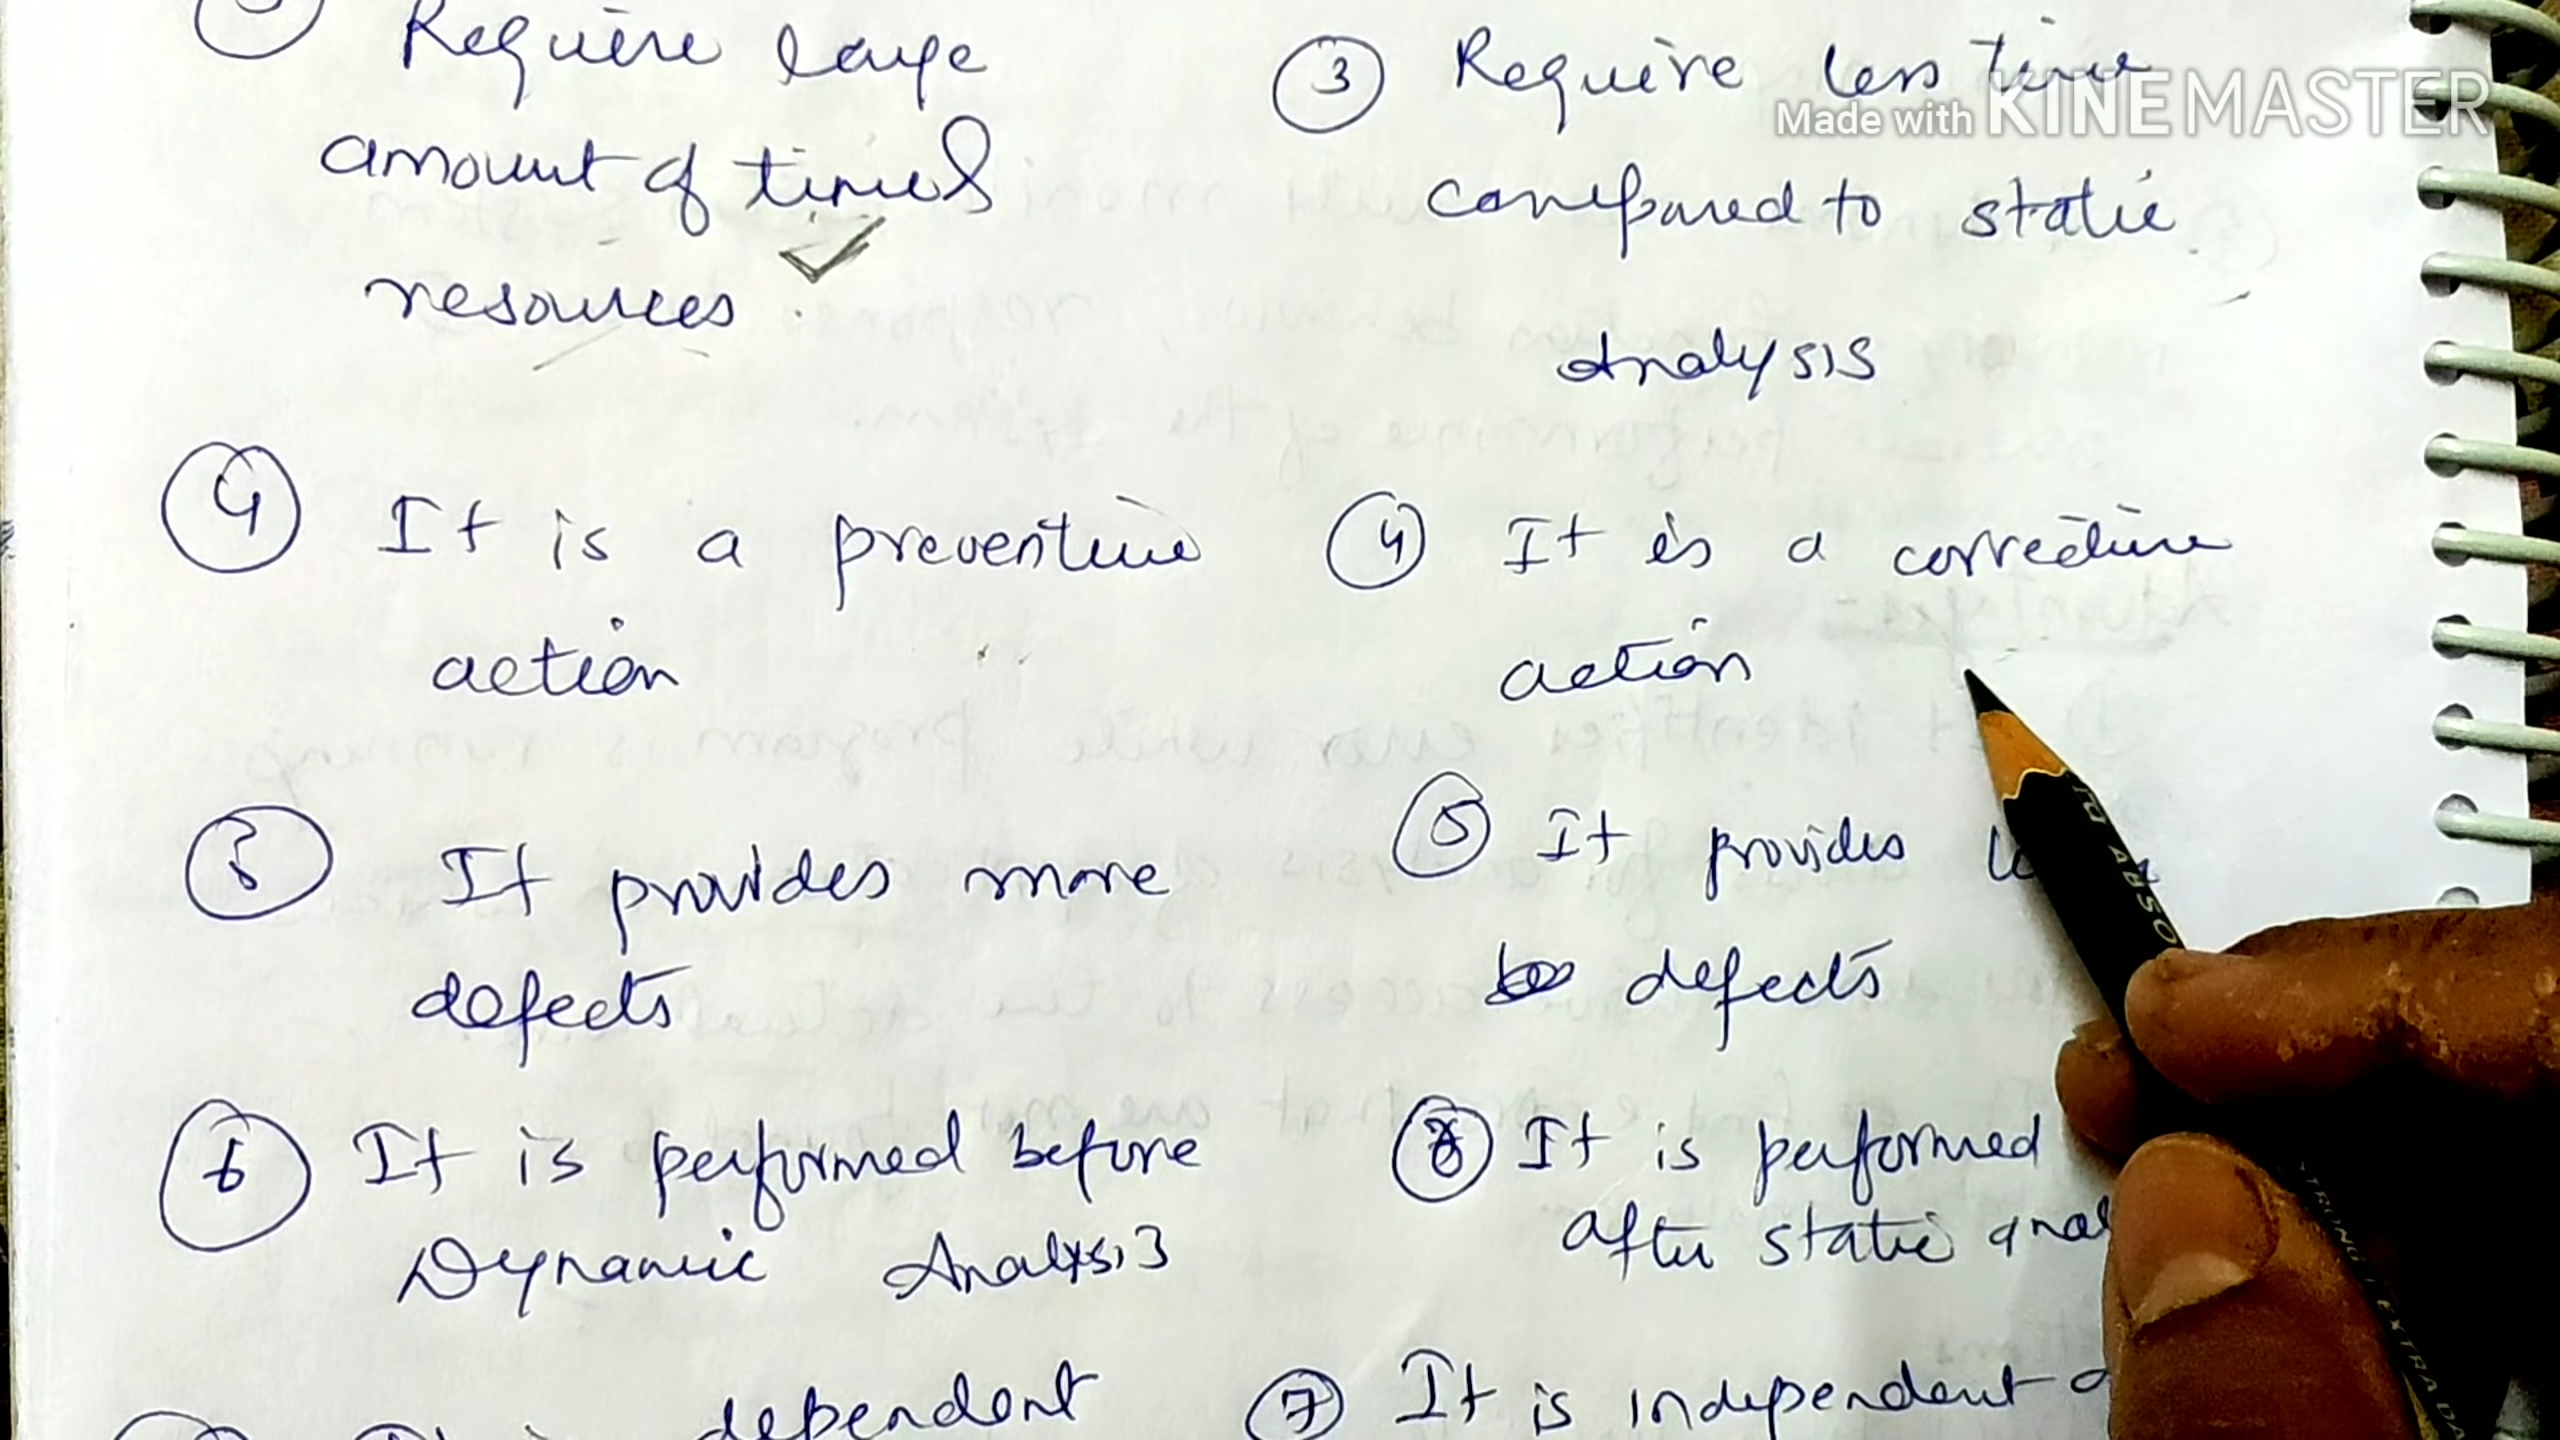 3 Require large
amount of time &
resources
4 It is a preventive
action
5 It provides more
defects
6 It is performed before
Dynamic Analysis
dependent
3 Require less time
compared to static
Analysis
4 It is a corrective
action
5 It provides
defects
6 It is performed
after static
7 It is independent
Made with KINEMASTER